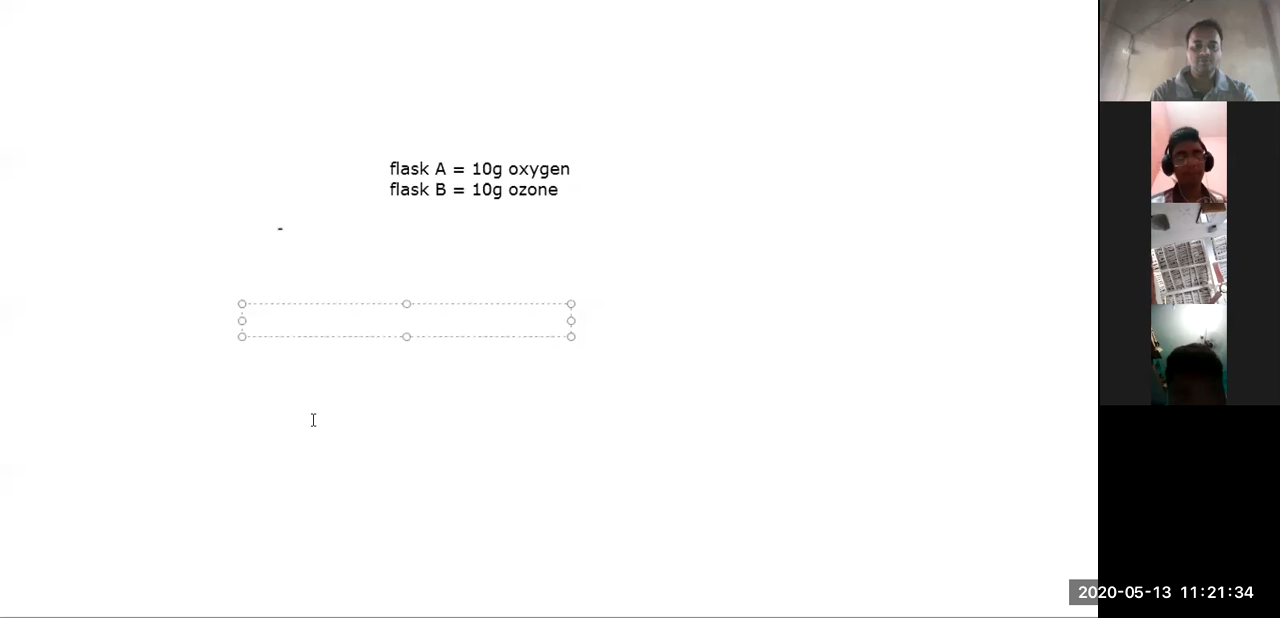 flask A = 10g oxygen
flask B = 10g ozone
-
2020-05-13 11:21:34